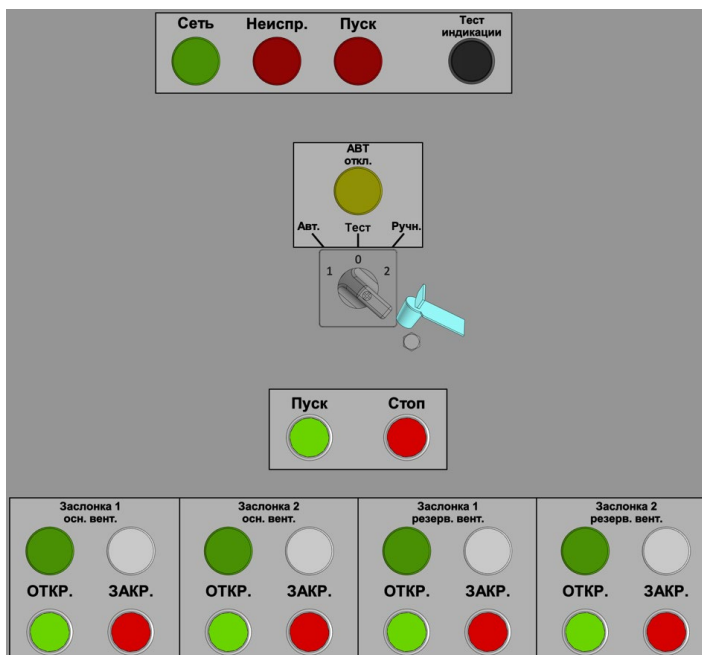 Сеть Неиспр. Пуск Тест
индикации
АВТ
откл.
Авт. Тест Ручн.
1 0 2
Пуск Стоп
Заслонка 1
осн. вент.
Заслонка 2
осн. вент.
Заслонка 1
резерв. вент.
Заслонка 2
резерв. вент.
ОТКР. ЗАКР. ОТКР. ЗАКР. ОТКР. ЗАКР. ОТКР. ЗАКР.